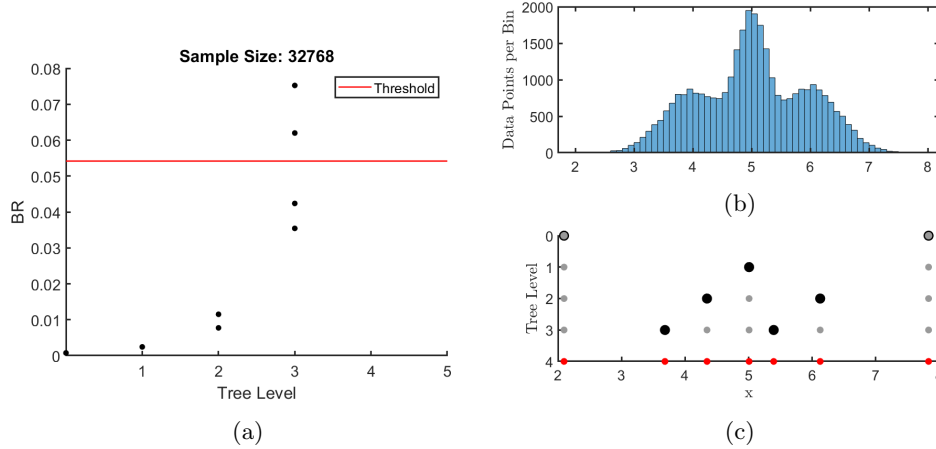 Sample Size: 32768
0.08
0.07
0.06
0.05
0.04
0.03
0.02
0.01
0
BR
Threshold
1 2 3 4 5
Tree Level
(a)
2000
1500
1000
500
0
Data Points per Bin
2 3 4 5 6 7 8
(b)
0
1
2
3
4
Tree Level
2 3 4 5 6 7
x
(c)